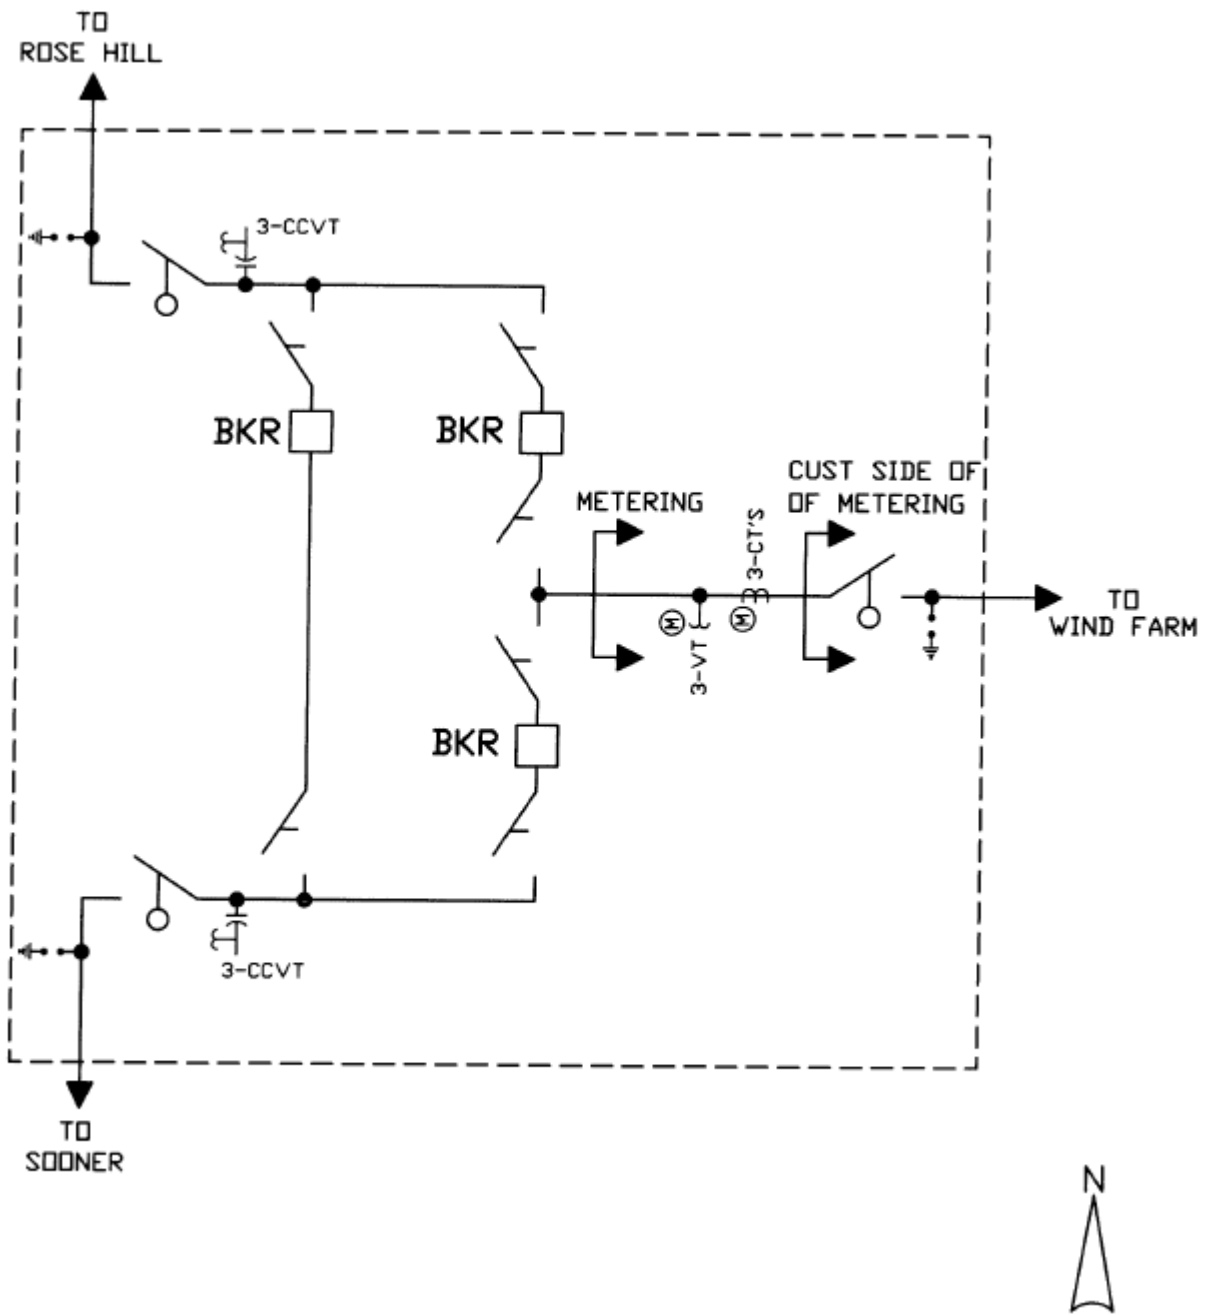 TO
ROSE HILL
3-CCVT
BKR
BKR
METERING
3-CT'S
CUST SIDE OF
OF METERING
M
M
3-VT
TO
WIND FARM
BKR
3-CCVT
TO
SOONER
N